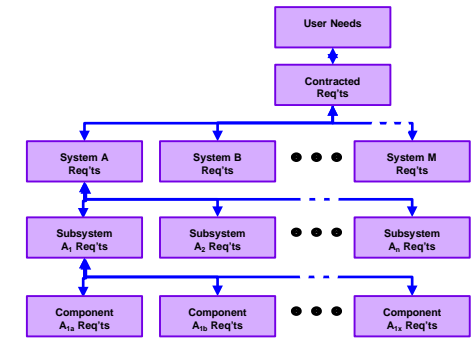 User Needs
Contracted
Req'ts
System A
Req'ts
System B
Req'ts
System M
Req'ts
Subsystem
A₁ Req'ts
Subsystem
A₂ Req'ts
Subsystem
Aₙ Req'ts
Component
A₁ₐ Req'ts
Component
A₁b Req'ts
Component
A₁ₓ Req'ts